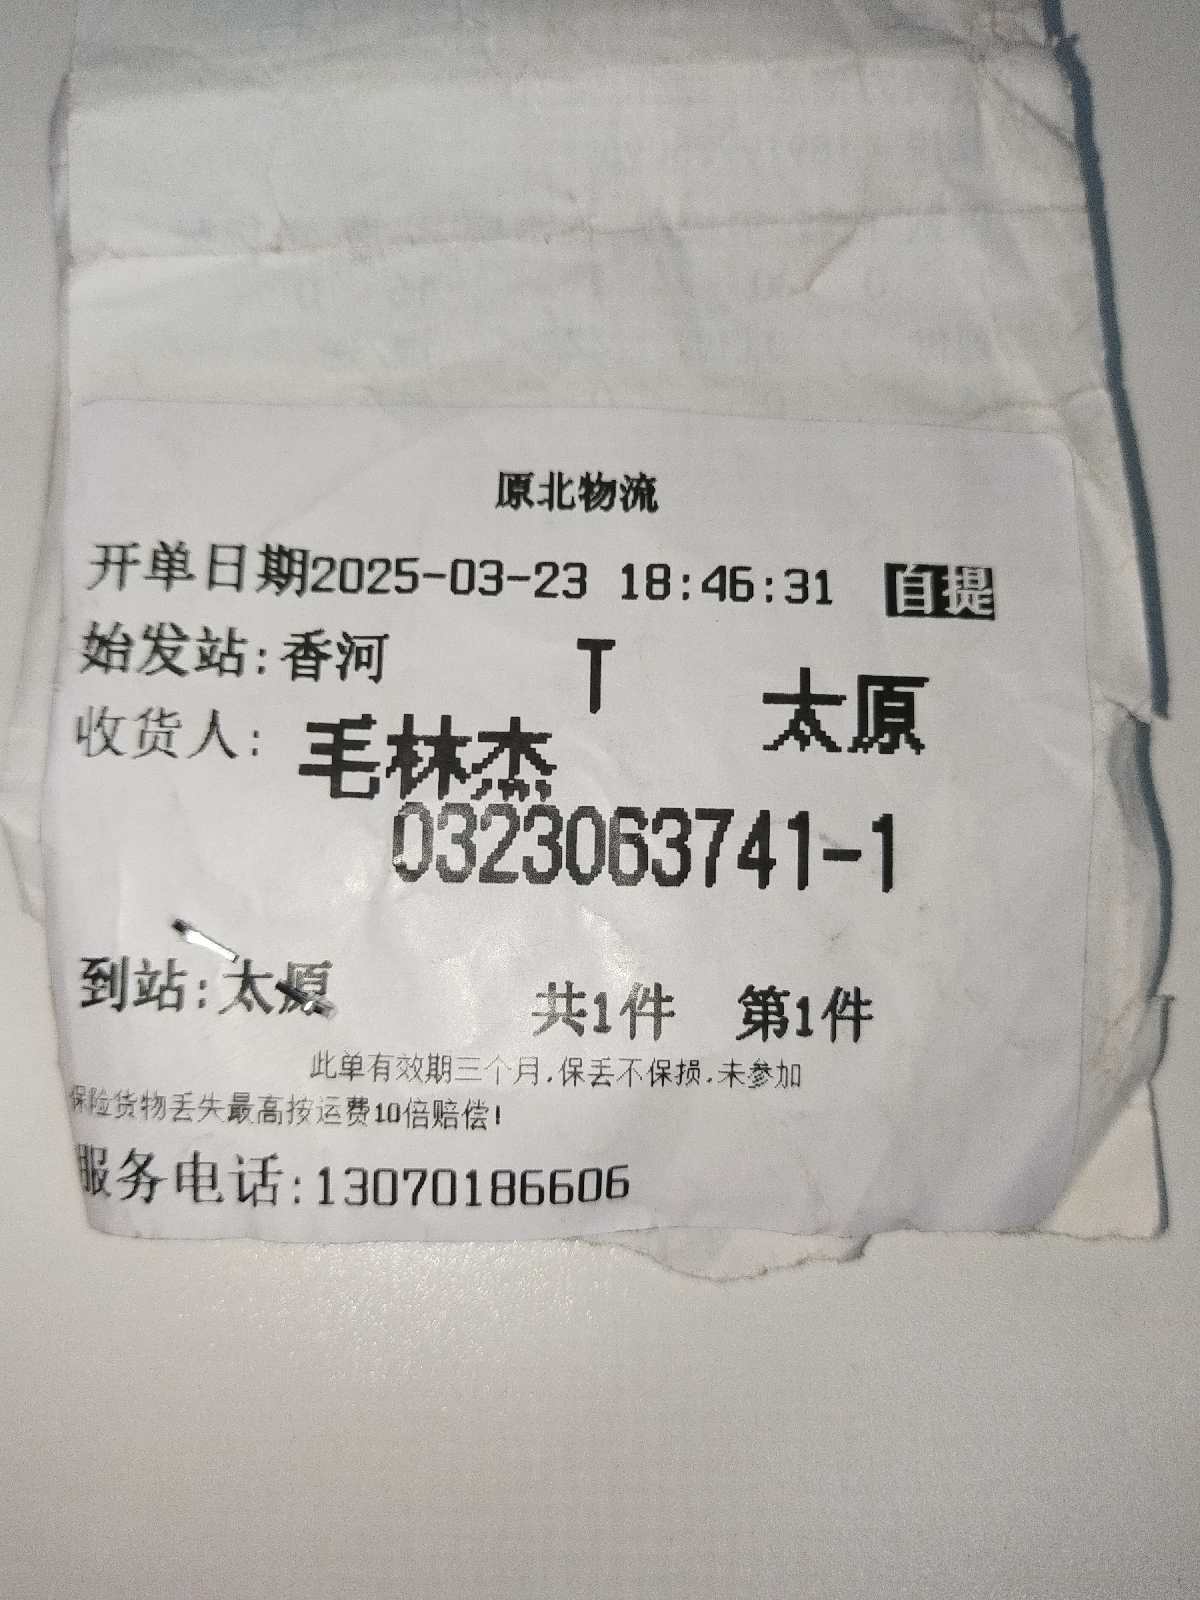 原北物流
开单日期2025-03-23 18:46:31 自提
始发站:香河 T 太原
收货人: 毛林杰
0323063741-1
到站:太原 共1件 第1件
此单有效期三个月,保丢不保损,未参加
保险货物丢失最高按运费10倍赔偿!
服务电话:13070186606